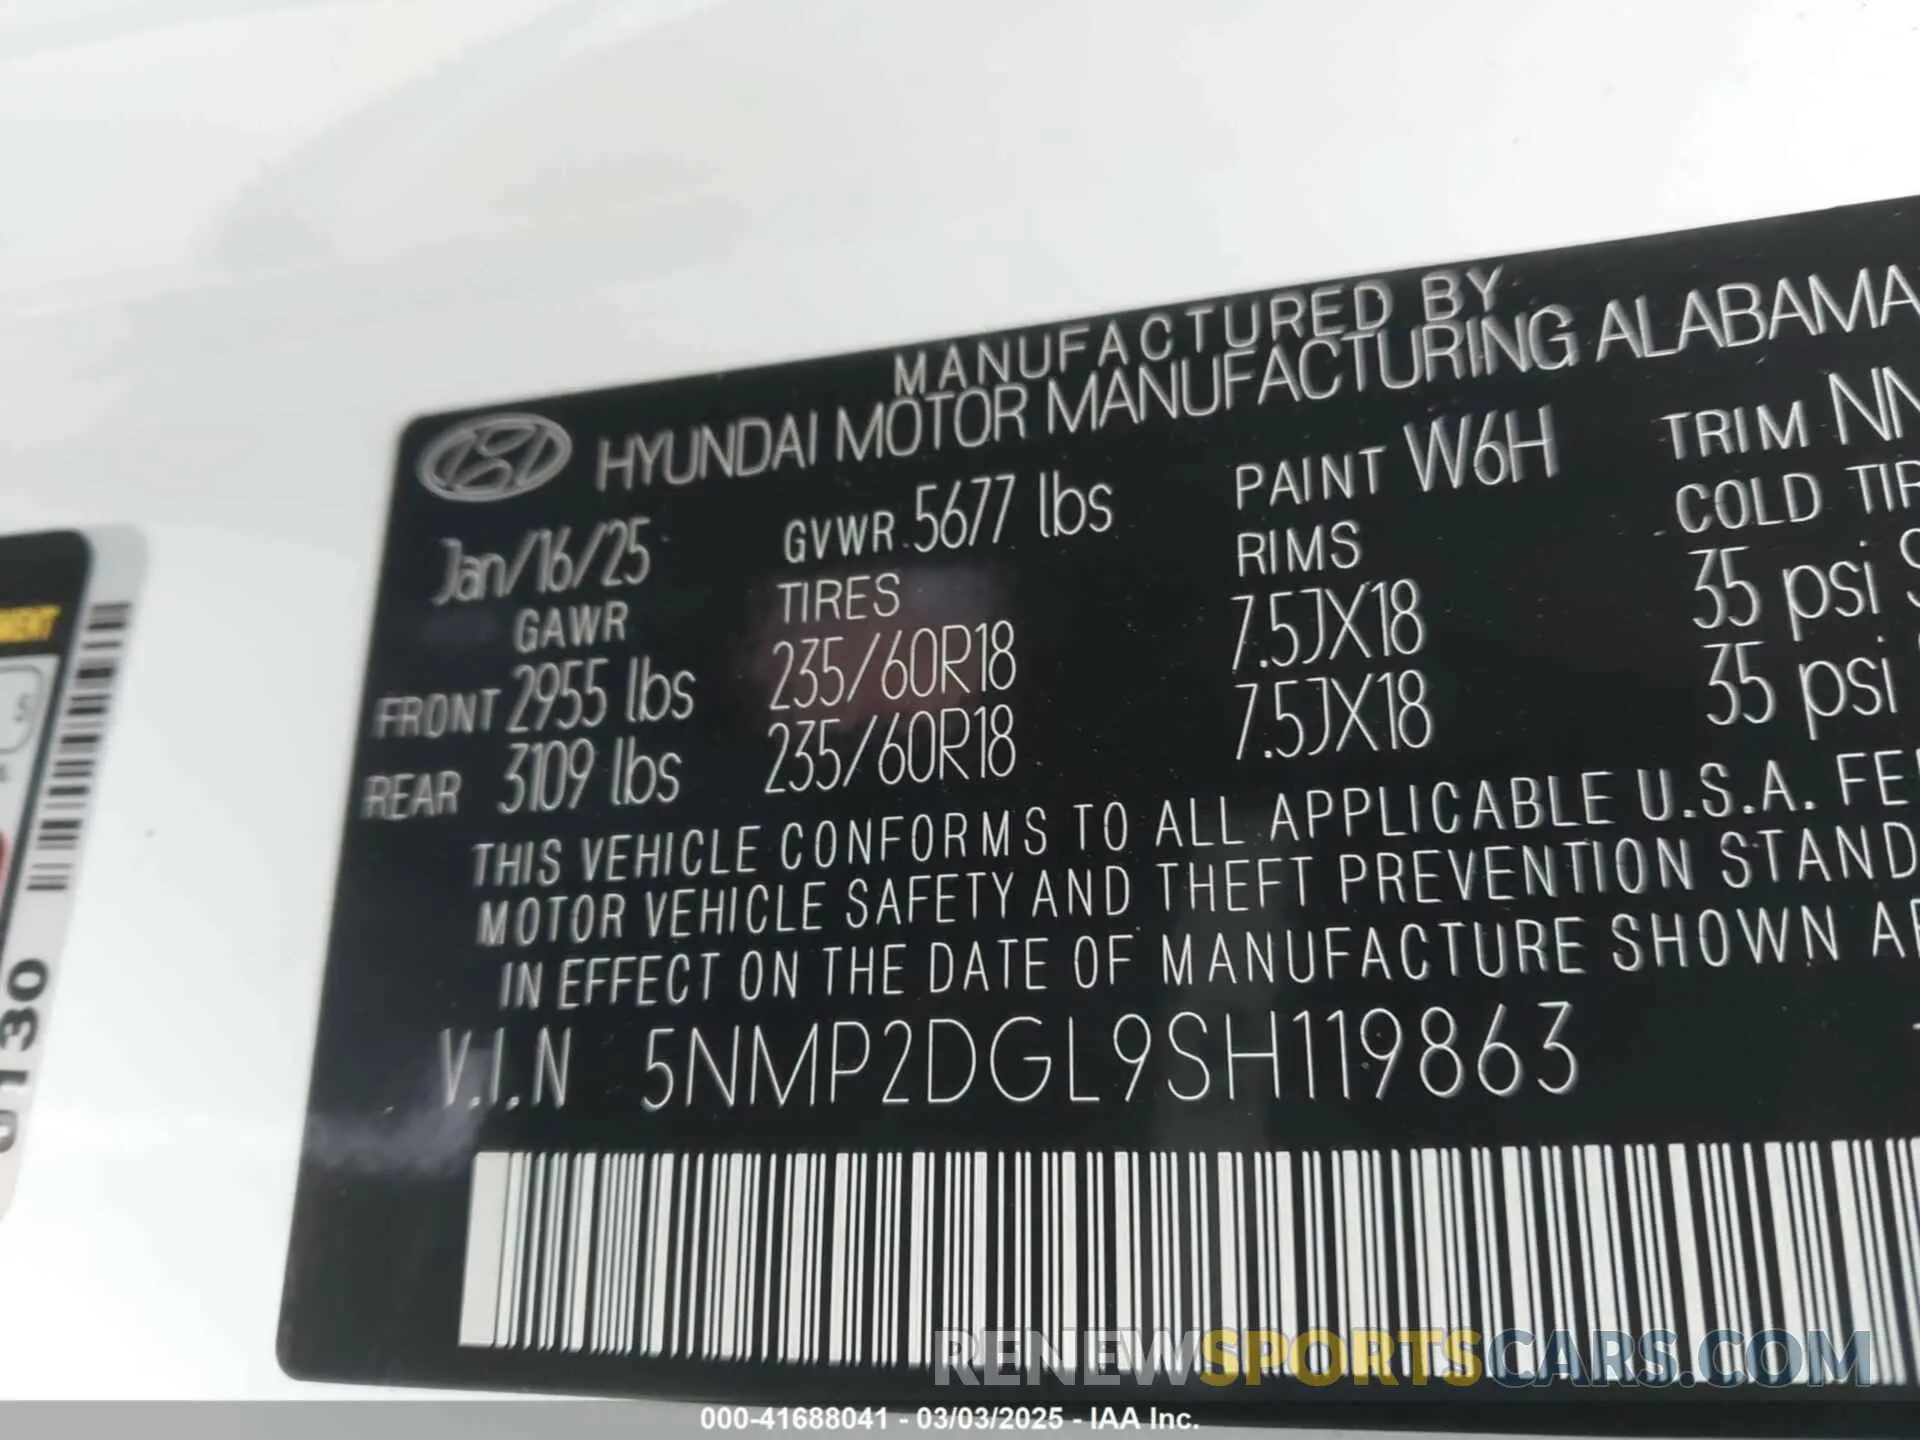 MANUFACTURED BY
HYUNDAI MOTOR MANUFACTURING ALABAMA
Jan/16/25 GVWR 5677 lbs PAINT W6H TRIM
GAWR TIRES RIMS COLD
FRONT 2955 lbs 235/60R18 7.5JX18 35 psi
REAR 3109 lbs 235/60R18 7.5JX18 35 psi
THIS VEHICLE CONFORMS TO ALL APPLICABLE U.S.A.
MOTOR VEHICLE SAFETY AND THEFT PREVENTION STAND
IN EFFECT ON THE DATE OF MANUFACTURE SHOWN
V.I.N 5NMP2DGL9SH119863
RENEWSPORTSCARS.COM
000-41688041 - 03/03/2025 - IAA Inc.